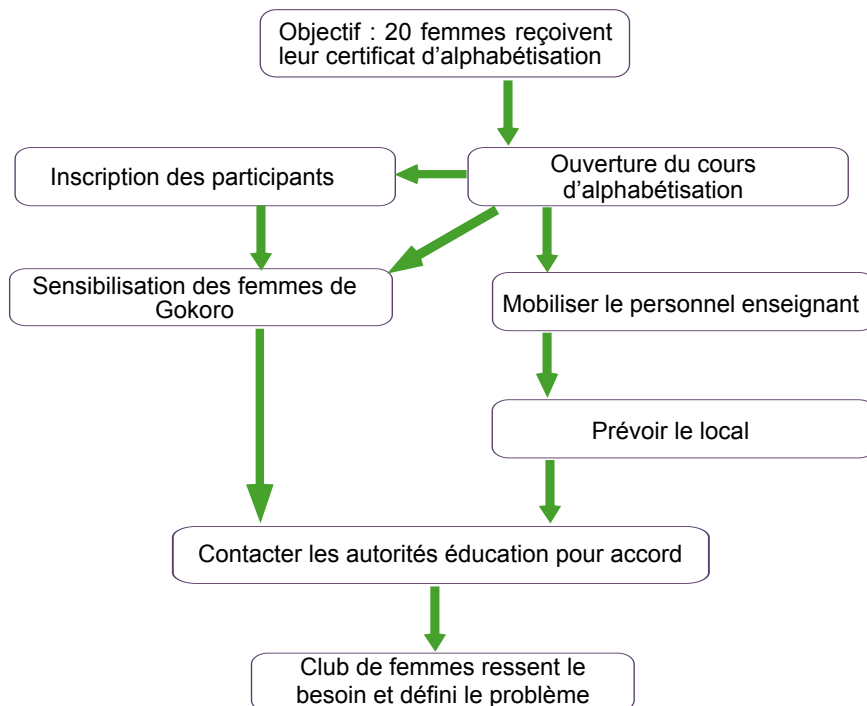 Objectif : 20 femmes reçoivent
leur certificat d’alphabétisation
Inscription des participants
Ouverture du cours
d’alphabétisation
Sensibilisation des femmes de
Gokoro
Mobiliser le personnel enseignant
Prévoir le local
Contacter les autorités éducation pour accord
Club de femmes ressent le
besoin et défini le problème